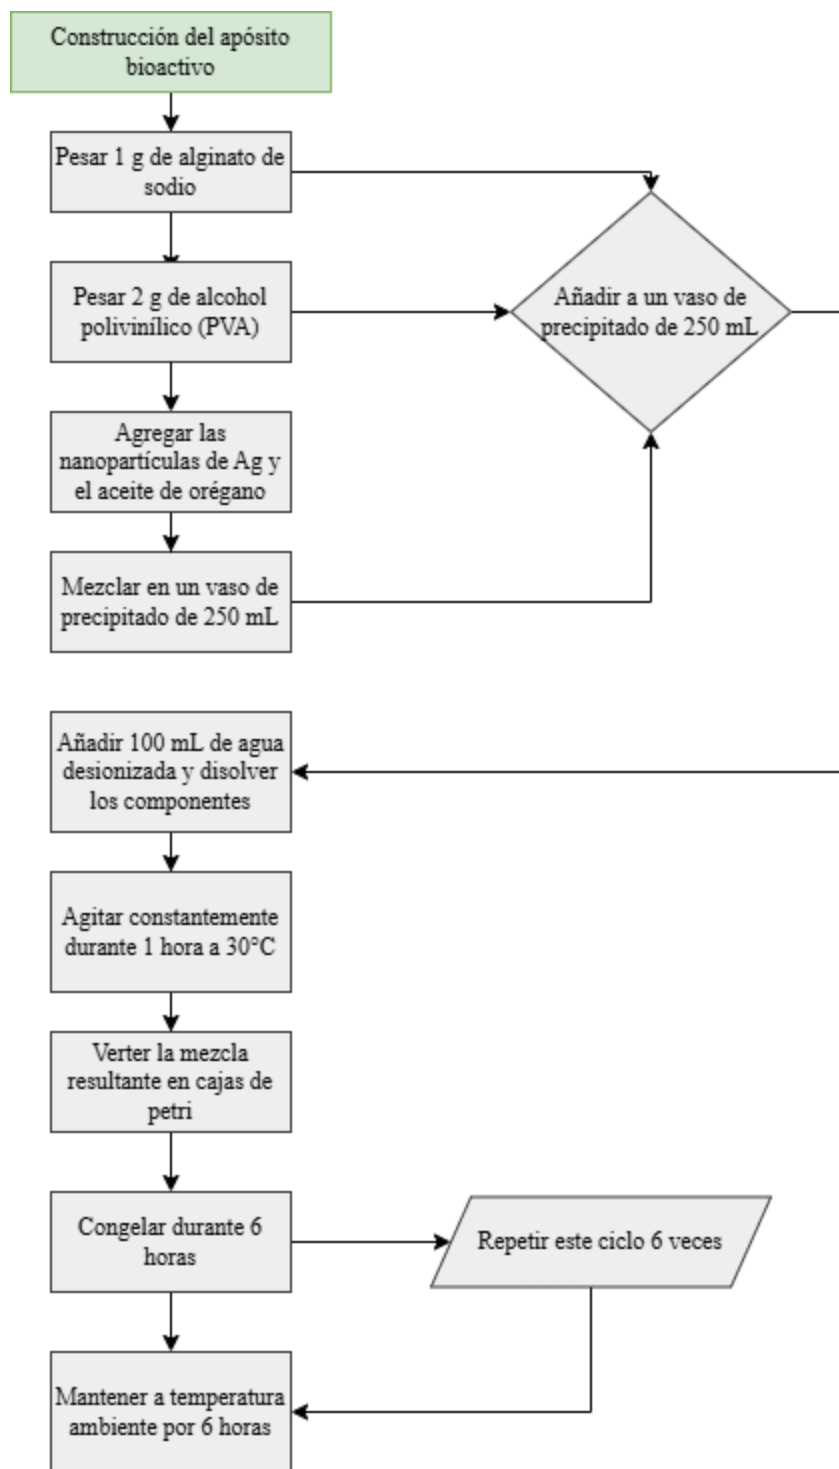 Construcción del apósito
bioactivo
Pesar 1 g de alginato de
sodio
Pesar 2 g de alcohol
polivinílico (PVA)
Añadir a un vaso de
precipitado de 250 mL
Agregar las
nanopartículas de Ag y
el aceite de orégano
Mezclar en un vaso de
precipitado de 250 mL
Añadir 100 mL de agua
desionizada y disolver
los componentes
Agitar constantemente
durante 1 hora a 30°C
Verter la mezcla
resultante en cajas de
petri
Congelar durante 6
horas
Repetir este ciclo 6 veces
Mantener a temperatura
ambiente por 6 horas